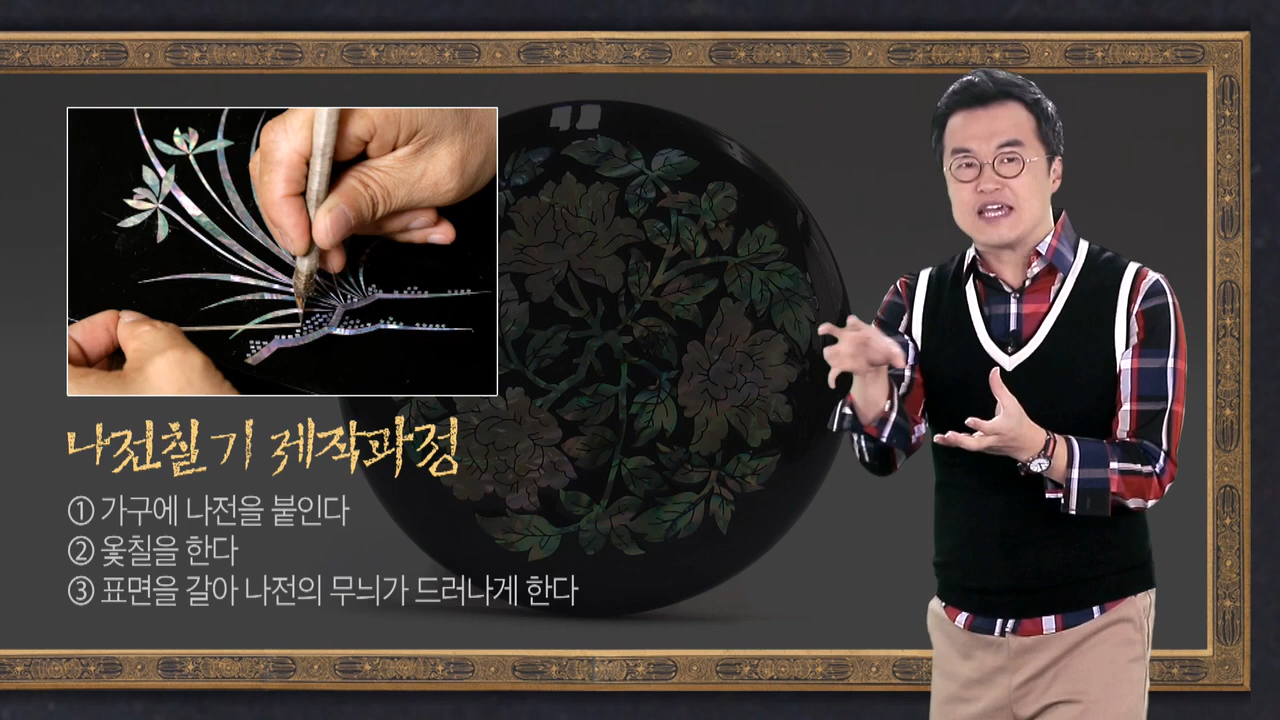 나전칠기 제작과정
① 가구에 나전을 붙인다
② 옻칠을 한다
③ 표면을 갈아 나전의 무늬가 드러나게 한다